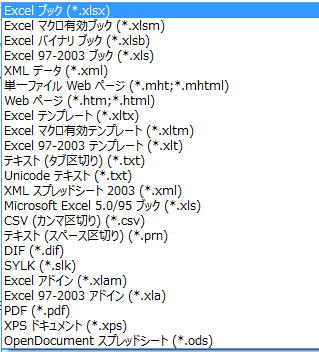 Excel ブック (*.xlsx)
Excel マクロ有効ブック (*.xlsm)
Excel バイナリ ブック (*.xlsb)
Excel 97-2003 ブック (*.xls)
XML データ (*.xml)
単一ファイル Web ページ (*.mht;*.mhtml)
Web ページ (*.htm;*.html)
Excel テンプレート (*.xltx)
Excel マクロ有効テンプレート (*.xltm)
Excel 97-2003 テンプレート (*.xlt)
テキスト (タブ区切り) (*.txt)
Unicode テキスト (*.txt)
XML スプレッドシート 2003 (*.xml)
Microsoft Excel 5.0/95 ブック (*.xls)
CSV (カンマ区切り) (*.csv)
テキスト (スペース区切り) (*.prn)
DIF (*.dif)
SYLK (*.slk)
Excel アドイン (*.xlam)
Excel 97-2003 アドイン (*.xla)
PDF (*.pdf)
XPS ドキュメント (*.xps)
OpenDocument スプレッドシート (*.ods)